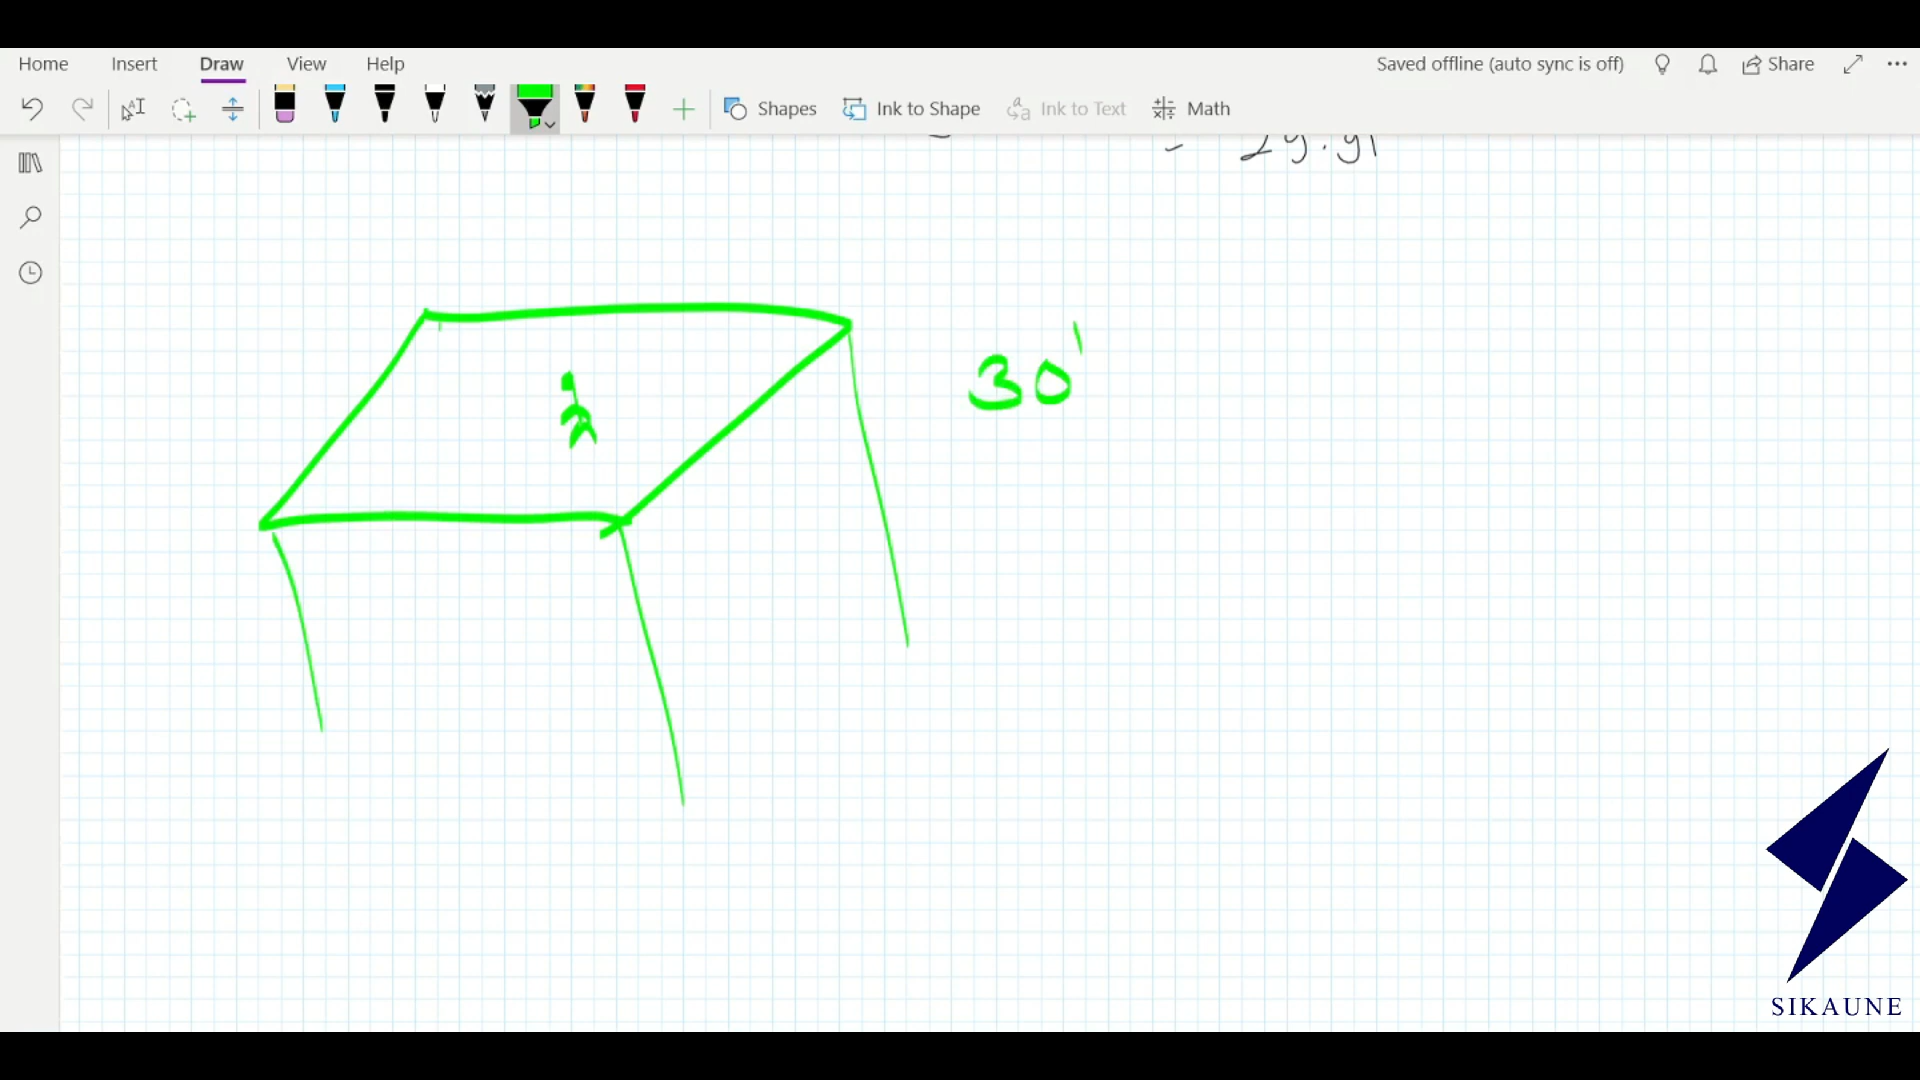 Home Insert Draw View Help
Saved offline (auto sync is off) Share
Shapes Ink to Shape Ink to Text Math
30'
SIKAUNE